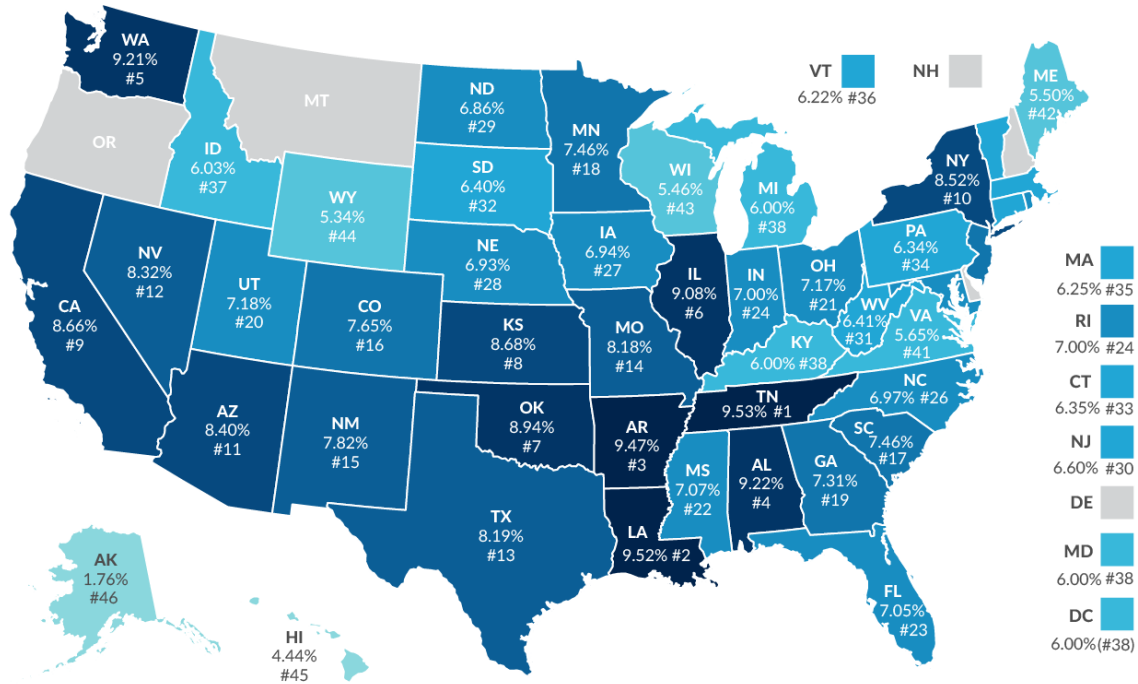 WA
9.21%
#5
MT
OR
ID
6.03%
#37
WY
5.34%
#44
ND
6.86%
#29
SD
6.40%
#32
NE
6.93%
#28
MN
7.46%
#18
IA
6.94%
#27
WI
5.46%
#43
MI
6.00%
#38
VT
6.22% #36
NH
ME
5.50%
#42
NY
8.52%
#10
PA
6.34%
#34
CA
8.66%
#9
NV
8.32%
#12
UT
7.18%
#20
CO
7.65%
#16
KS
8.68%
#8
MO
8.18%
#14
IL
9.08%
#6
IN
7.00%
#24
OH
7.17%
#21
WV
6.41%
#31
VA
5.65%
#41
KY
6.00% #38
AZ
8.40%
#11
NM
7.82%
#15
OK
8.94%
#7
AR
9.47%
#3
TN
9.53% #1
NC
6.97% #26
SC
7.46%
#17
TX
8.19%
#13
LA
9.52% #2
MS
7.07%
#22
AL
9.22%
#4
GA
7.31%
#19
FL
7.05%
#23
AK
1.76%
#46
HI
4.44%
#45
MA
6.25% #35
RI
7.00% #24
CT
6.35% #33
NJ
6.60% #30
DE
MD
6.00% #38
DC
6.00%(#38)